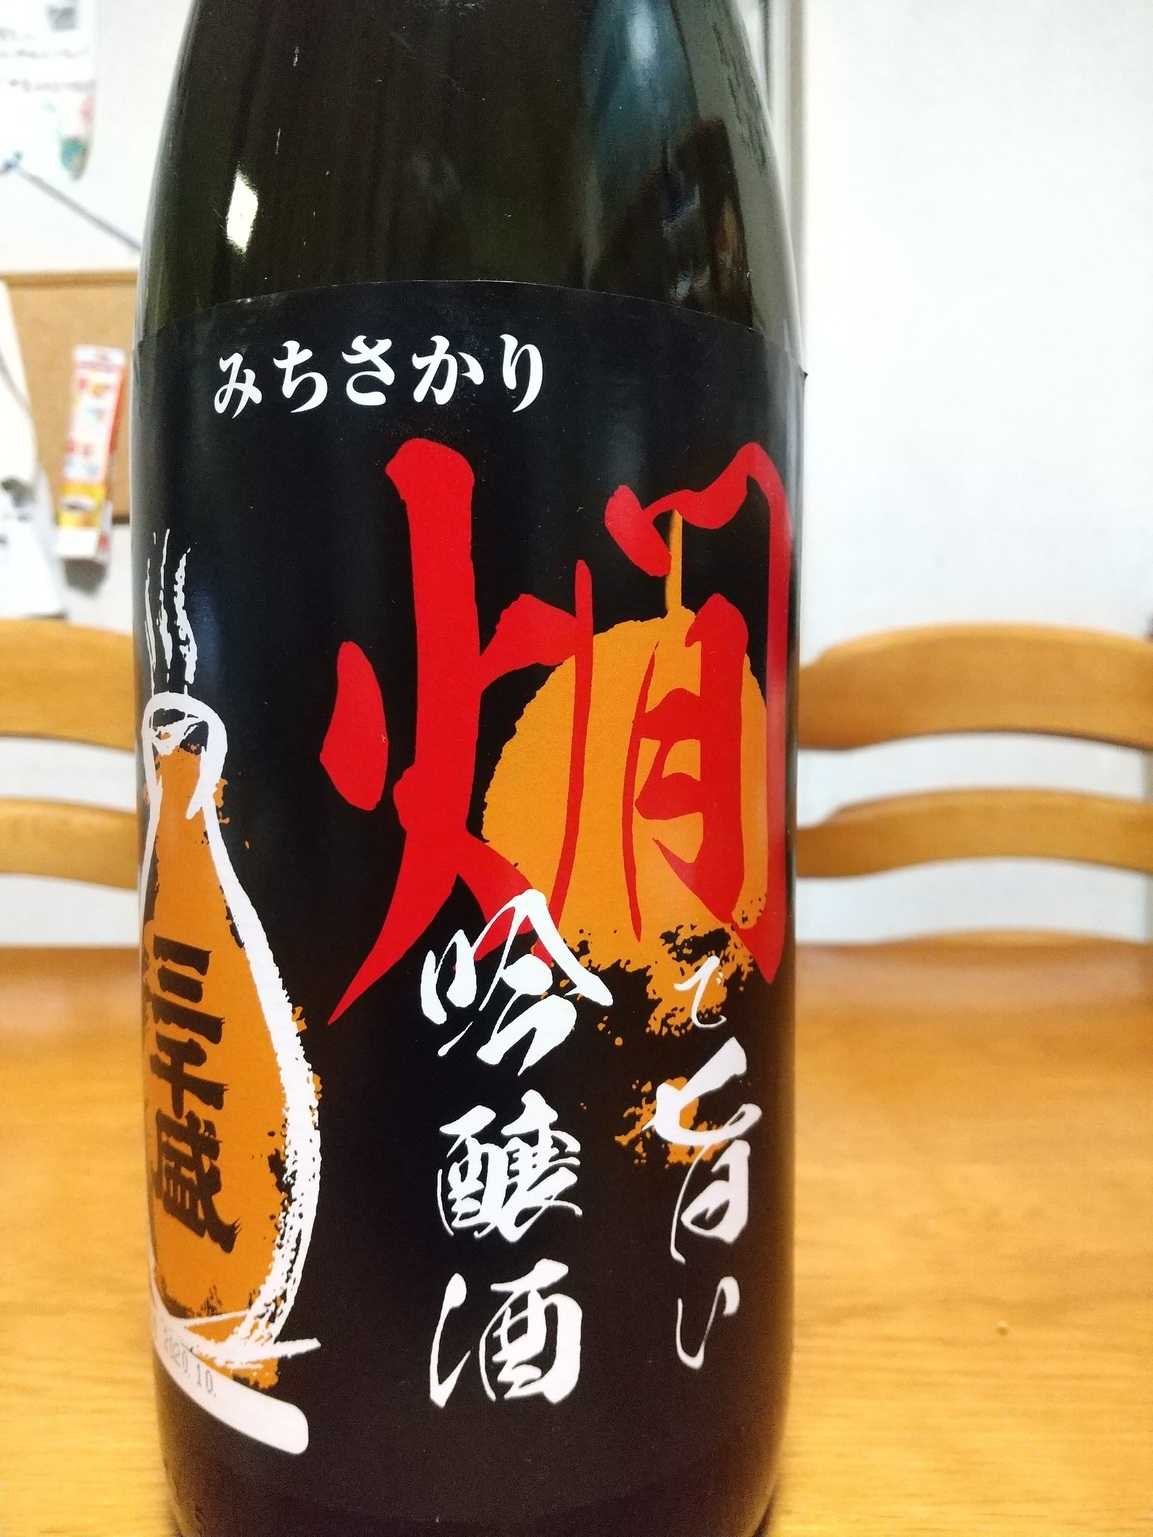 みちさかり
燗
で旨い
吟醸酒
三千盛
2020.10.